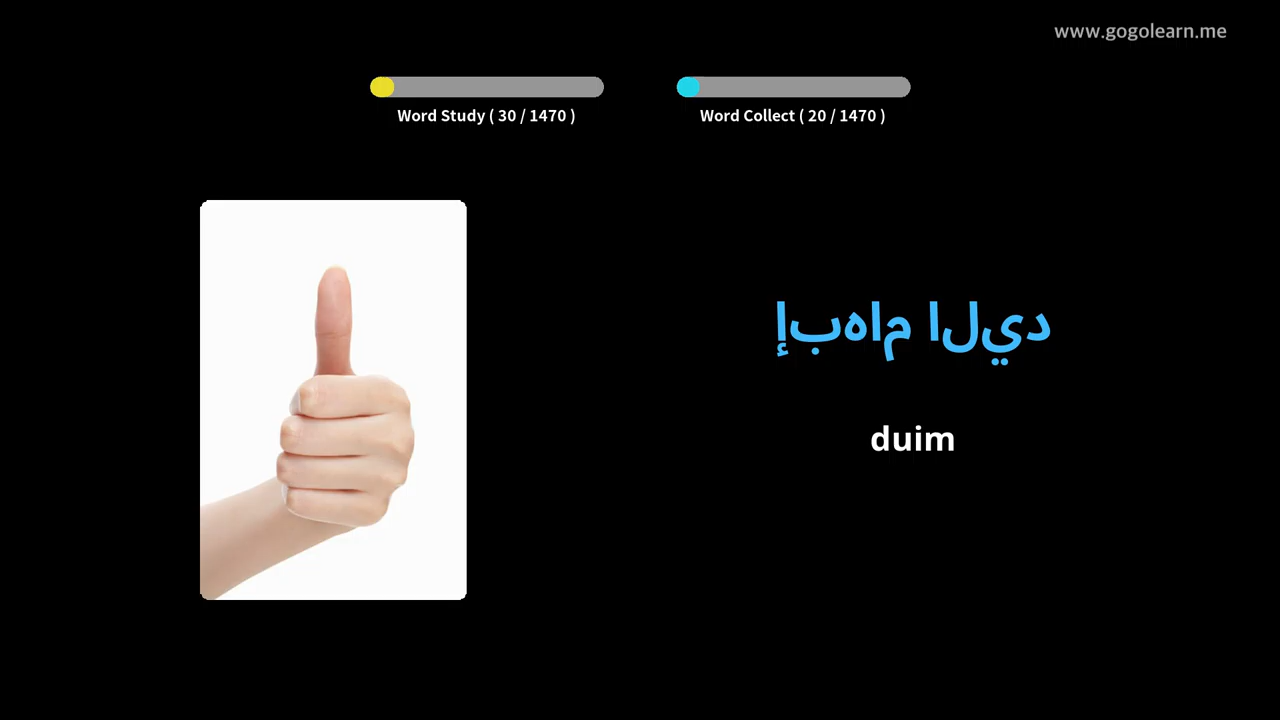 www.gogolearn.me
Word Study ( 30 / 1470 )
Word Collect ( 20 / 1470 )
إبهام اليد
duim